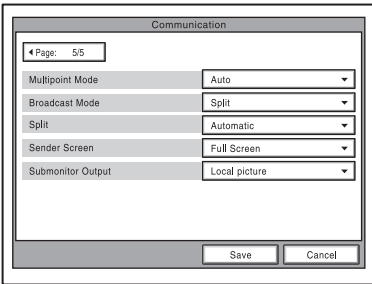 Communication
Page: 5/5
Multipoint Mode Auto
Broadcast Mode Split
Split Automatic
Sender Screen Full Screen
Submonitor Output Local picture
Save Cancel